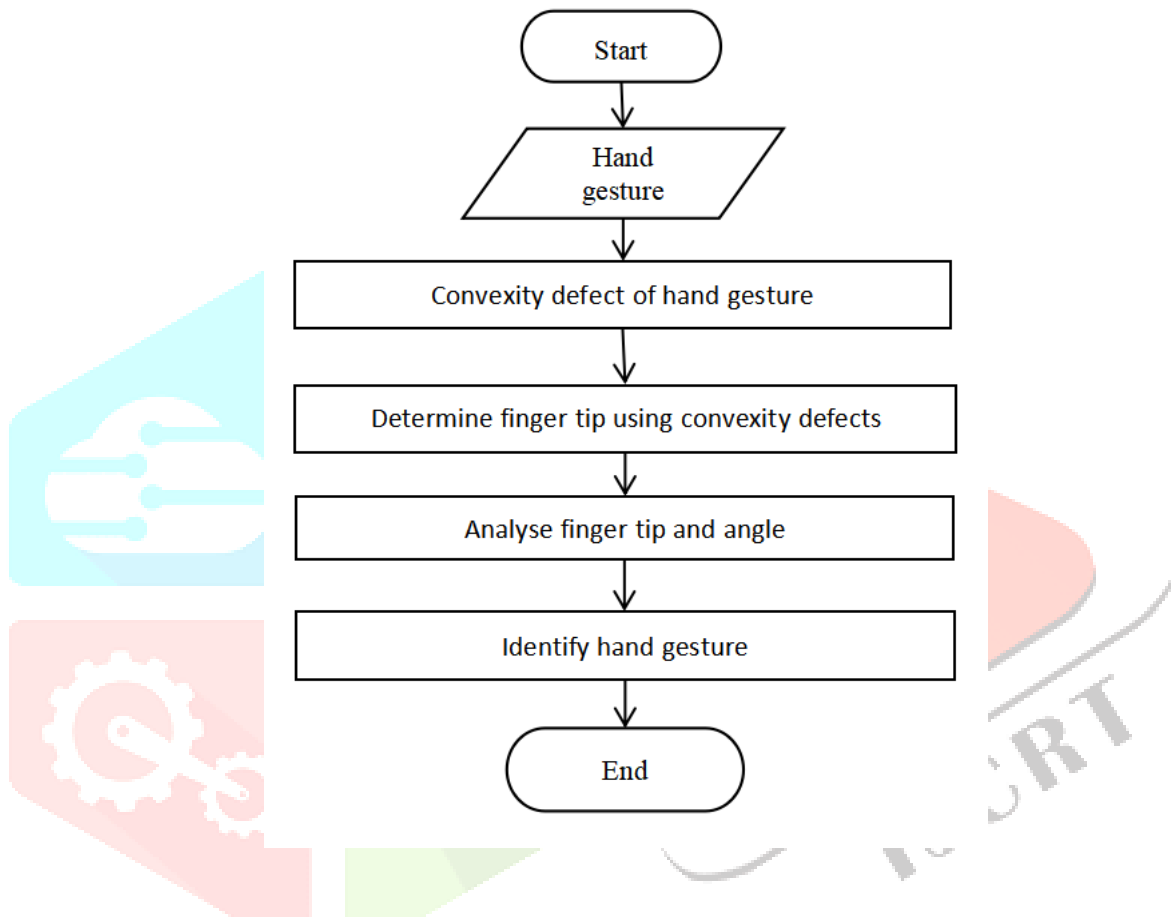 Start
Hand
gesture
Convexity defect of hand gesture
Determine finger tip using convexity defects
Analyse finger tip and angle
Identify hand gesture
End